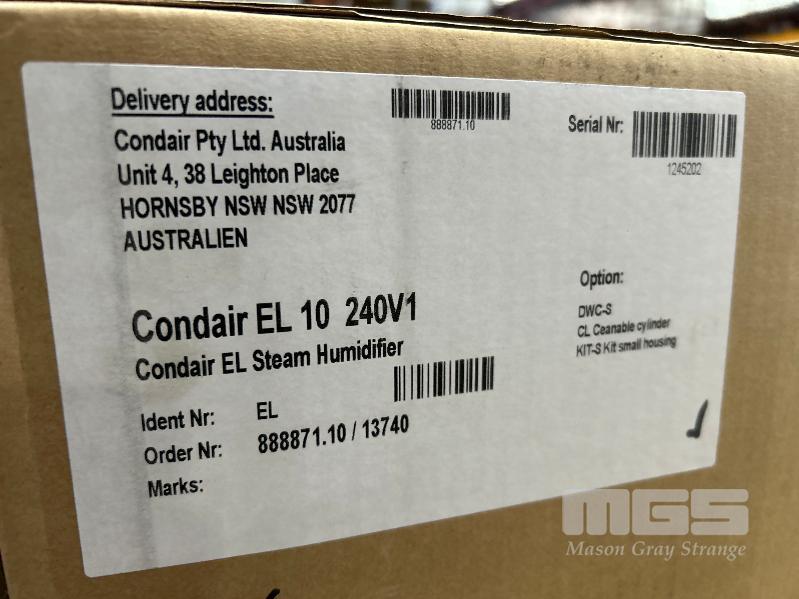 Delivery address:
Condair Pty Ltd. Australia
Unit 4, 38 Leighton Place
HORNSBY NSW NSW 2077
AUSTRALIEN
888871.10
Serial Nr:
1245202
Condair EL 10 240V1
Condair EL Steam Humidifier
Option:
DWC-S
CL Ceanable cylinder
KIT-S Kit small housing
Ident Nr: EL
Order Nr: 888871.10 / 13740
Marks:
MGS
Mason Gray Strange